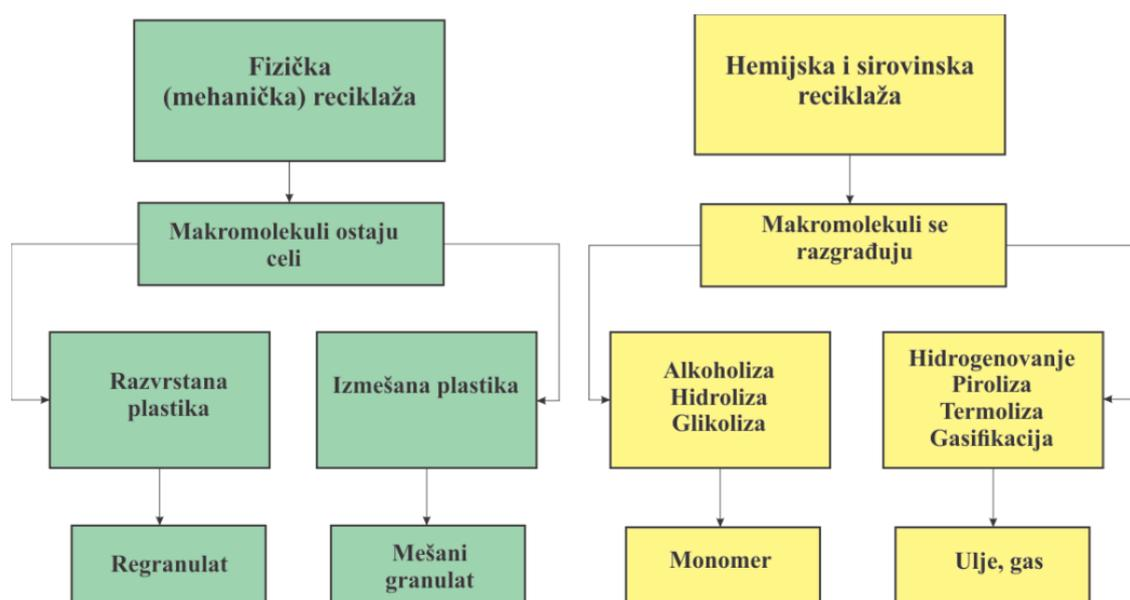 Fizička
(mehanička) reciklaža
Makromolekuli ostaju
celi
Razvrstana
plastika
Izmešana plastika
Regranulat
Mešani
granulat
Hemijska i sirovinska
reciklaža
Makromolekuli se
razgrađuju
Alkoholiza
Hidroliza
Glikoliza
Hidrogenovanje
Piroliza
Termoliza
Gasifikacija
Monomer
Ulje, gas